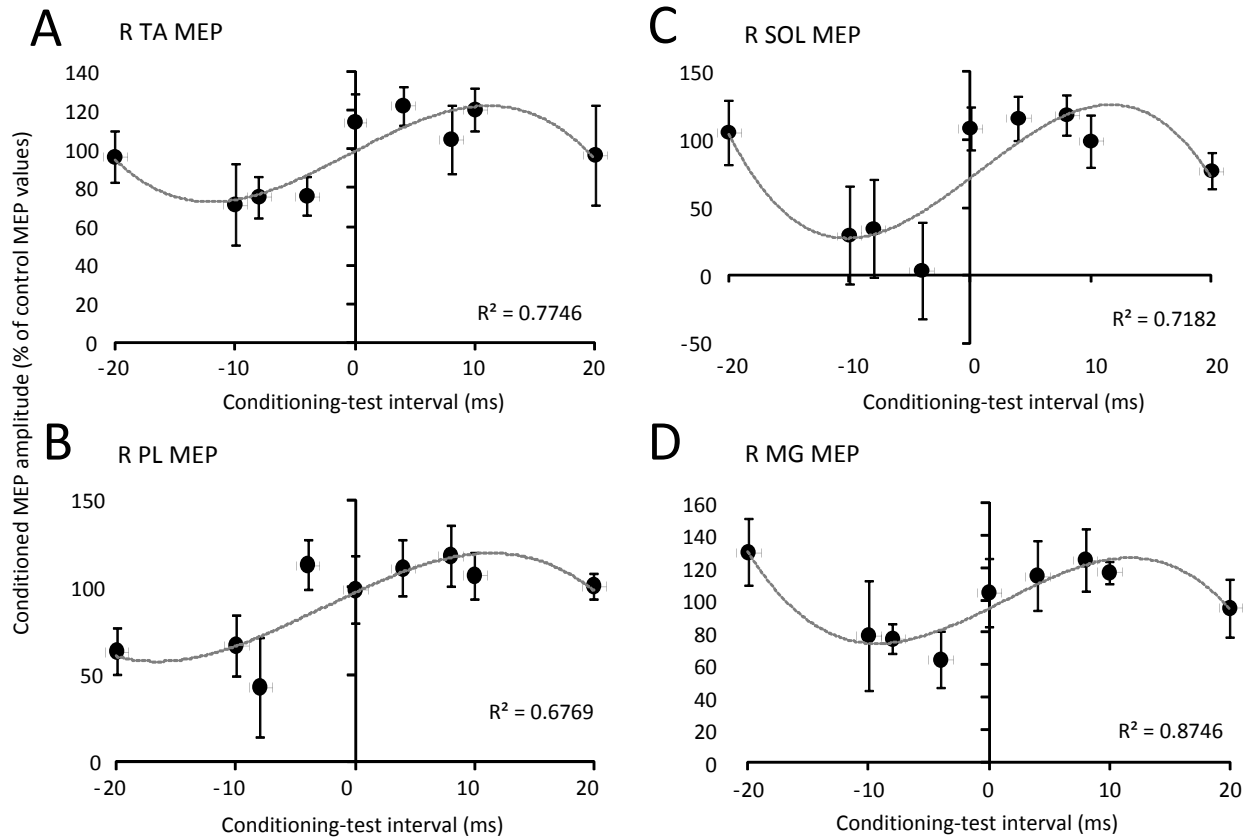 Conditioned MEP amplitude (% of control MEP values)
A
R TA MEP
140
120
100
80
60
40
20
0
-20
-10
0
10
20
R² = 0.7746
Conditioning-test interval (ms)
C
R SOL MEP
150
100
50
0
-50
-20
-10
0
10
20
R² = 0.7182
Conditioning-test interval (ms)
B
R PL MEP
150
100
50
0
-20
-10
0
10
20
R² = 0.6769
Conditioning-test interval (ms)
D
R MG MEP
160
140
120
100
80
60
40
20
0
-20
-10
0
10
20
R² = 0.8746
Conditioning-test interval (ms)